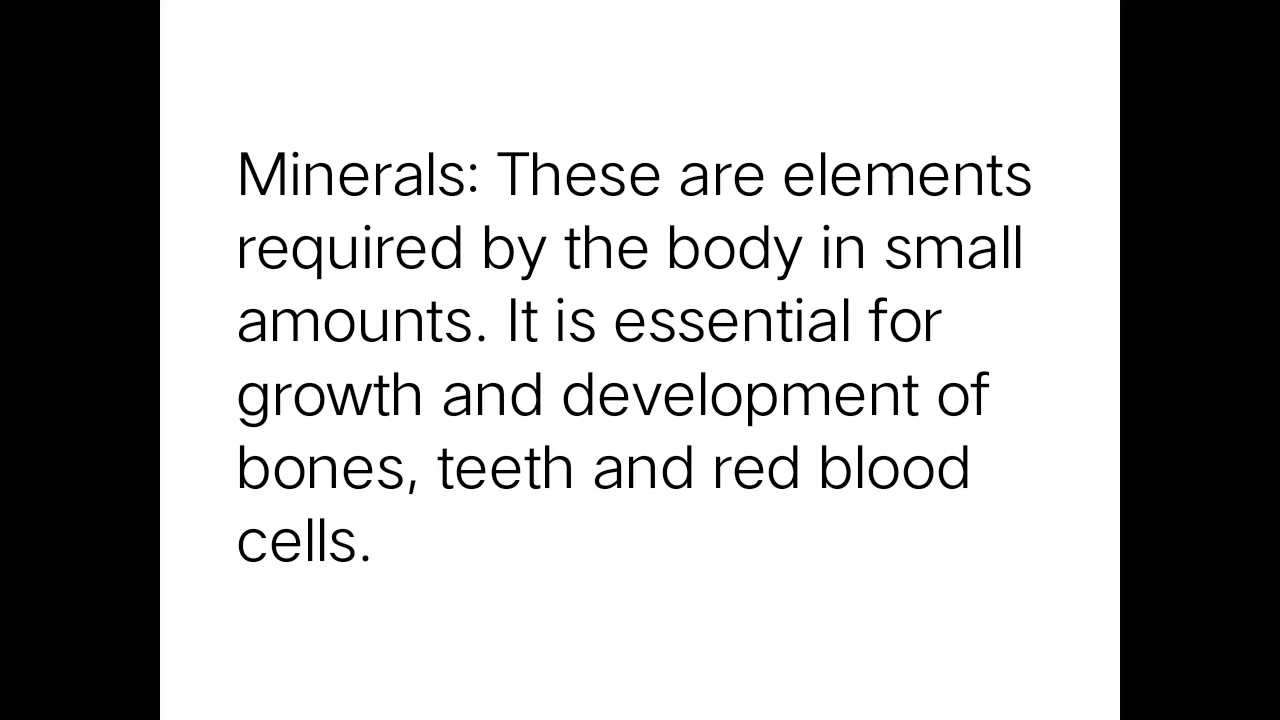 Minerals: These are elements
required by the body in small
amounts. It is essential for
growth and development of
bones, teeth and red blood
cells.